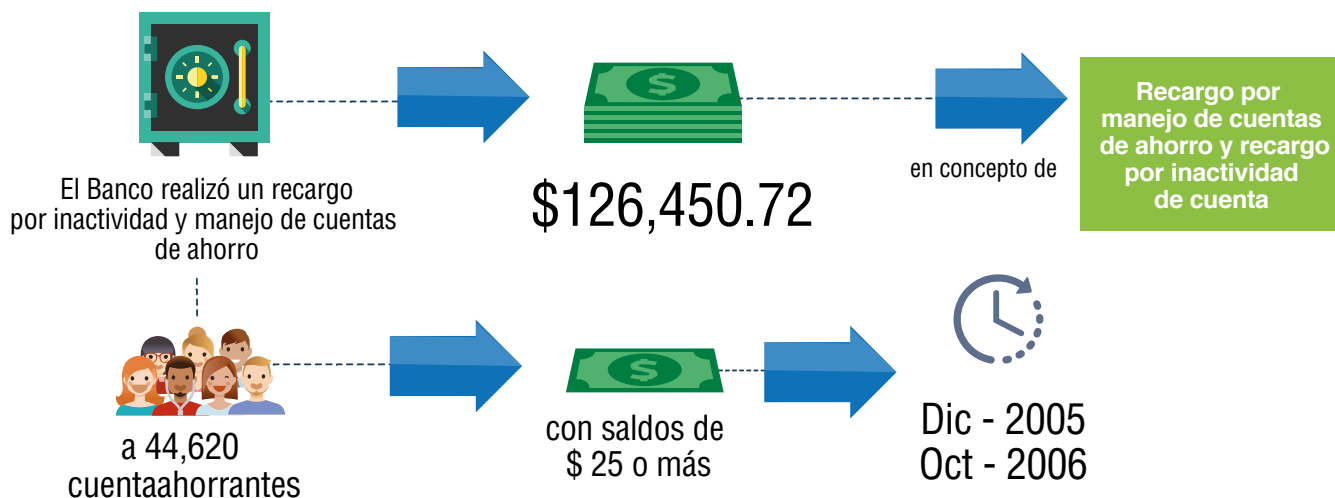 El Banco realizó un recargo
por inactividad y manejo de cuentas
de ahorro
$126,450.72
en concepto de
Recargo por
manejo de cuentas
de ahorro y recargo
por inactividad
de cuenta
a 44,620
cuentaahorrantes
con saldos de
$ 25 o más
Dic - 2005
Oct - 2006